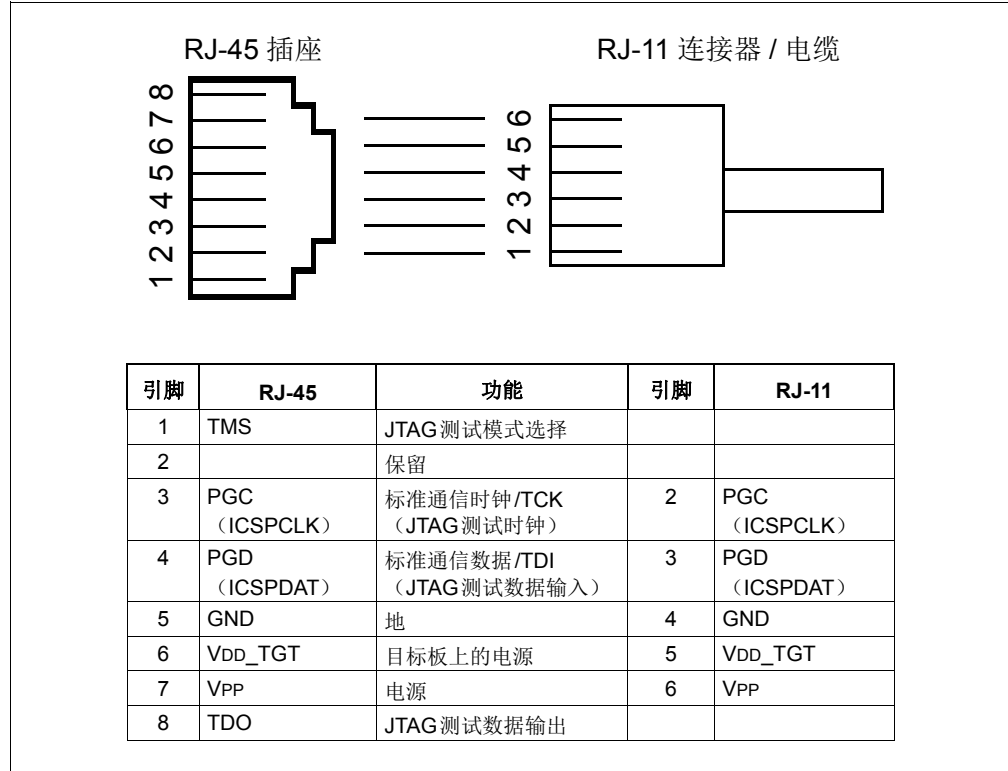 RJ-45 插座
RJ-11 连接器 / 电缆
8
7
6
5
4
3
2
1
6
5
4
3
2
1
引脚 RJ-45 功能 引脚 RJ-11
1 TMS JTAG测试模式选择
2 保留
3 PGC 标准通信时钟/TCK 2 PGC
（ICSPCLK） （JTAG测试时钟） （ICSPCLK）
4 PGD 标准通信数据/TDI 3 PGD
（ICSPDAT） （JTAG测试数据输入） （ICSPDAT）
5 GND 地 4 GND
6 VDD_TGT 目标板上的电源 5 VDD_TGT
7 VPP 电源 6 VPP
8 TDO JTAG测试数据输出